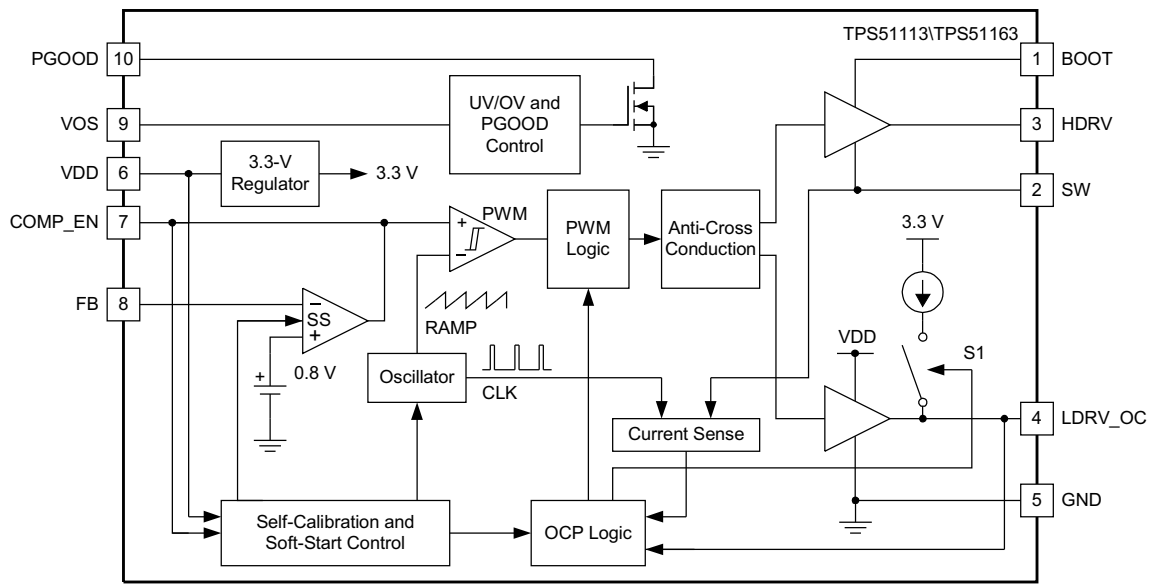 TPS51113\TPS51163
PGOOD
10
1
BOOT
UV/OV and
PGOOD
Control
VOS
9
3
HDRV
VDD
6
3.3-V
Regulator
3.3 V
2
SW
COMP_EN
7
+
PWM
−
PWM
Logic
Anti-Cross
Conduction
3.3 V
FB
8
−
SS
+
RAMP
+
0.8 V
Oscillator
CLK
VDD
S1
Current Sense
4
LDRV_OC
Self-Calibration and
Soft-Start Control
OCP Logic
5
GND